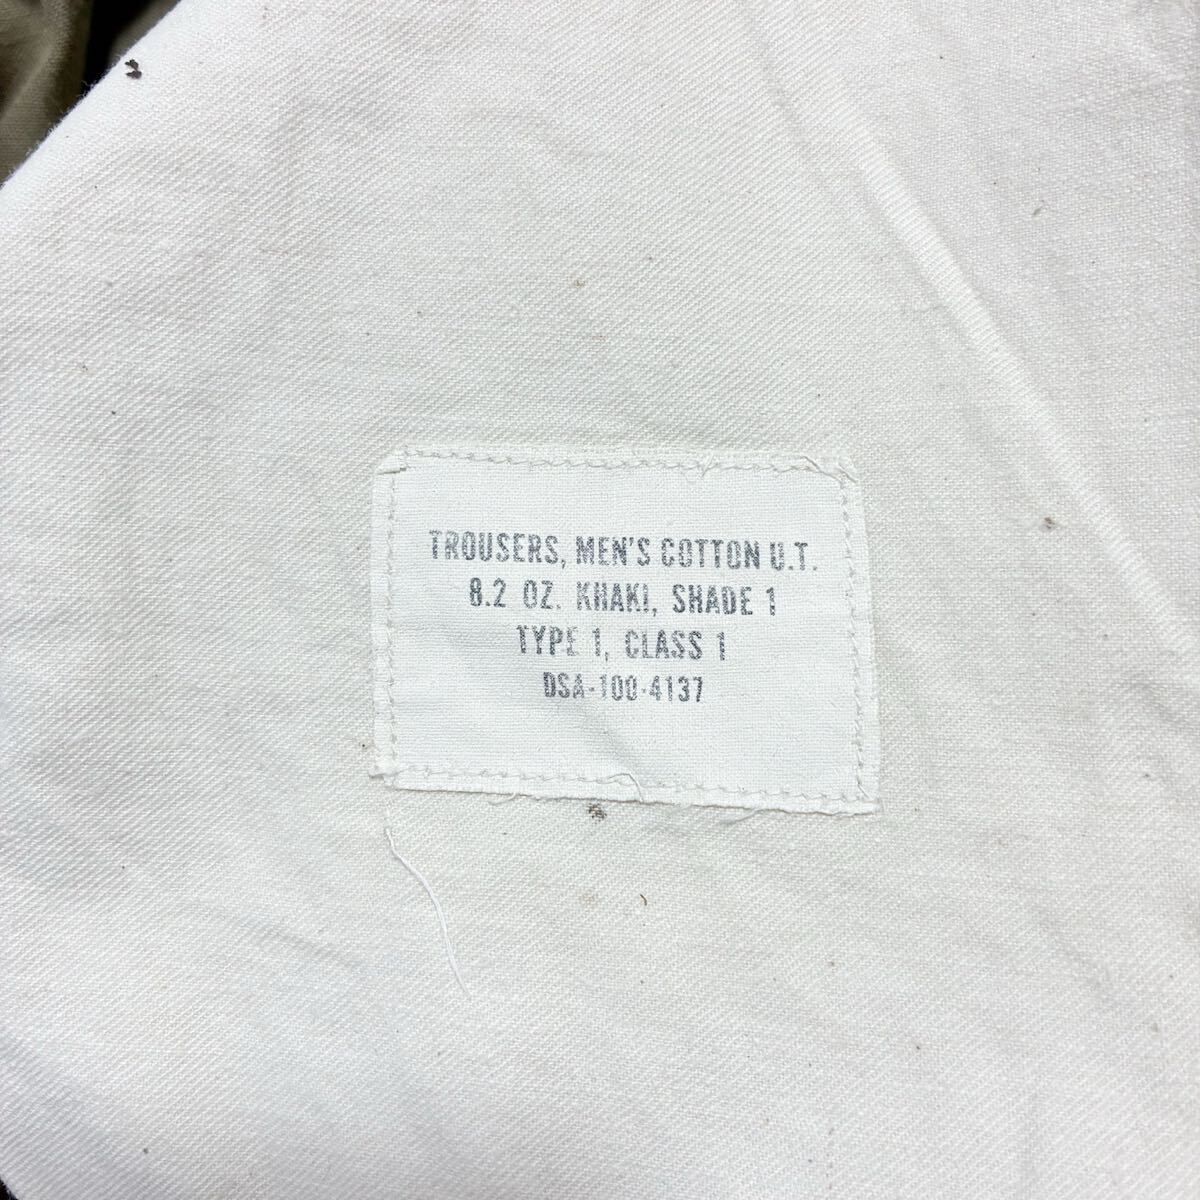 TROUSERS, MEN'S COTTON U.T.
8.2 OZ. KHAKI, SHADE 1
TYPE 1, CLASS 1
DSA-100-4137